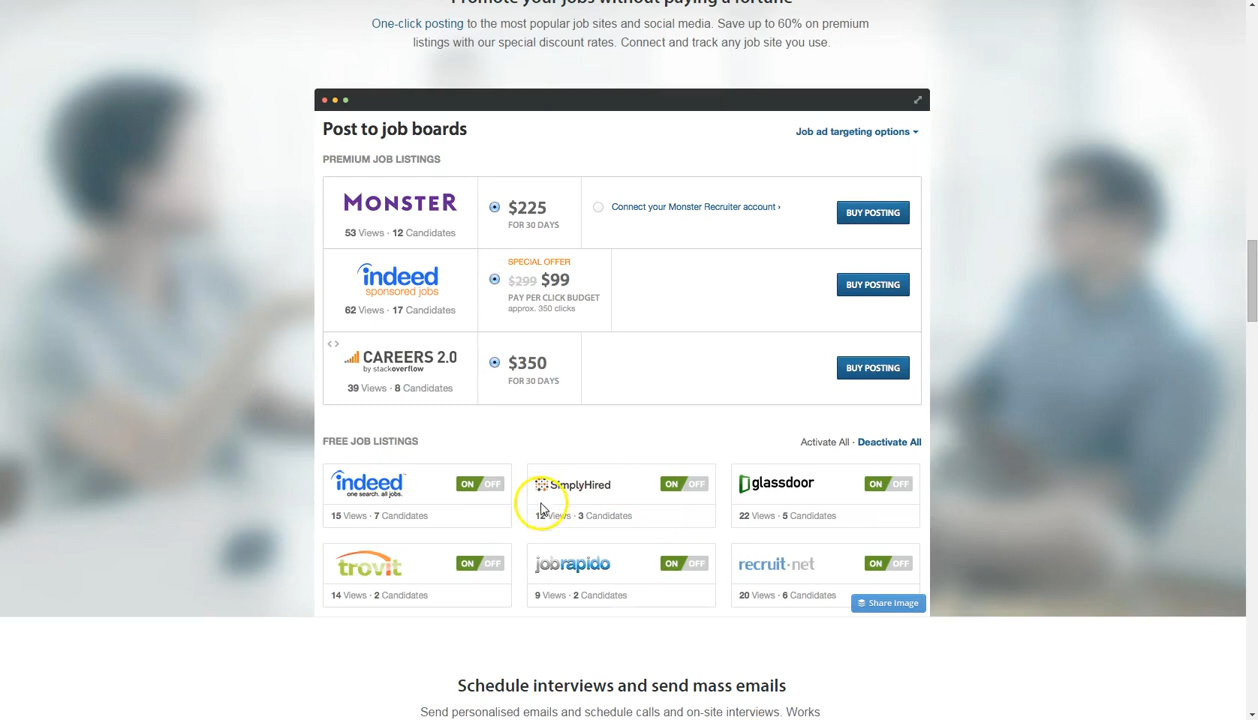 Promote your jobs without paying a fortune
One-click posting to the most popular job sites and social media. Save up to 60% on premium
listings with our special discount rates. Connect and track any job site you use.
Post to job boards
Job ad targeting options
PREMIUM JOB LISTINGS
MONSTER
53 Views · 12 Candidates
$225
FOR 30 DAYS
Connect your Monster Recruiter account ›
BUY POSTING
indeed
sponsored jobs
62 Views · 17 Candidates
SPECIAL OFFER
$299 $99
PAY PER CLICK BUDGET
approx. 350 clicks
BUY POSTING
CAREERS 2.0
by stackoverflow
39 Views · 8 Candidates
$350
FOR 30 DAYS
BUY POSTING
FREE JOB LISTINGS
Activate All · Deactivate All
indeed
one search. all jobs.
ON OFF
15 Views · 7 Candidates
SimplyHired
ON OFF
12 Views · 3 Candidates
glassdoor
ON OFF
22 Views · 5 Candidates
trovit
ON OFF
14 Views · 2 Candidates
jobrapido
ON OFF
9 Views · 2 Candidates
recruit·net
ON OFF
20 Views · 6 Candidates
Share Image
Schedule interviews and send mass emails
Send personalised emails and schedule calls and on-site interviews. Works